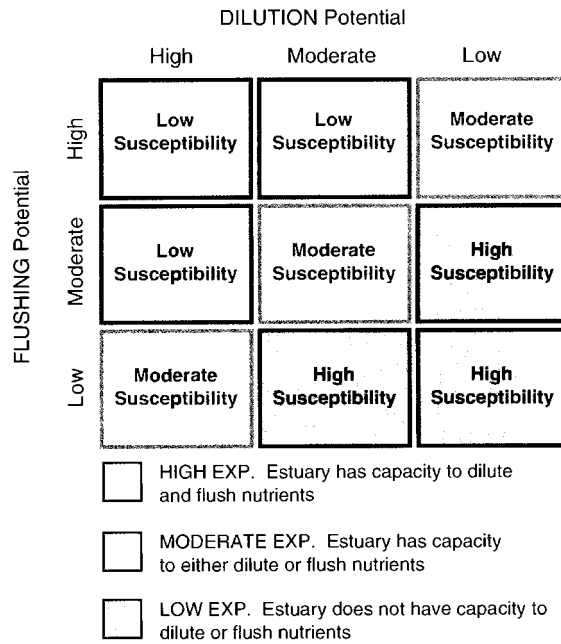 DILUTION Potential
High Moderate Low
FLUSHING Potential
High
Low Susceptibility
Low Susceptibility
Moderate Susceptibility
Moderate
Low Susceptibility
Moderate Susceptibility
High Susceptibility
Low
Moderate Susceptibility
High Susceptibility
High Susceptibility
HIGH EXP. Estuary has capacity to dilute
and flush nutrients
MODERATE EXP. Estuary has capacity
to either dilute or flush nutrients
LOW EXP. Estuary does not have capacity to
dilute or flush nutrients